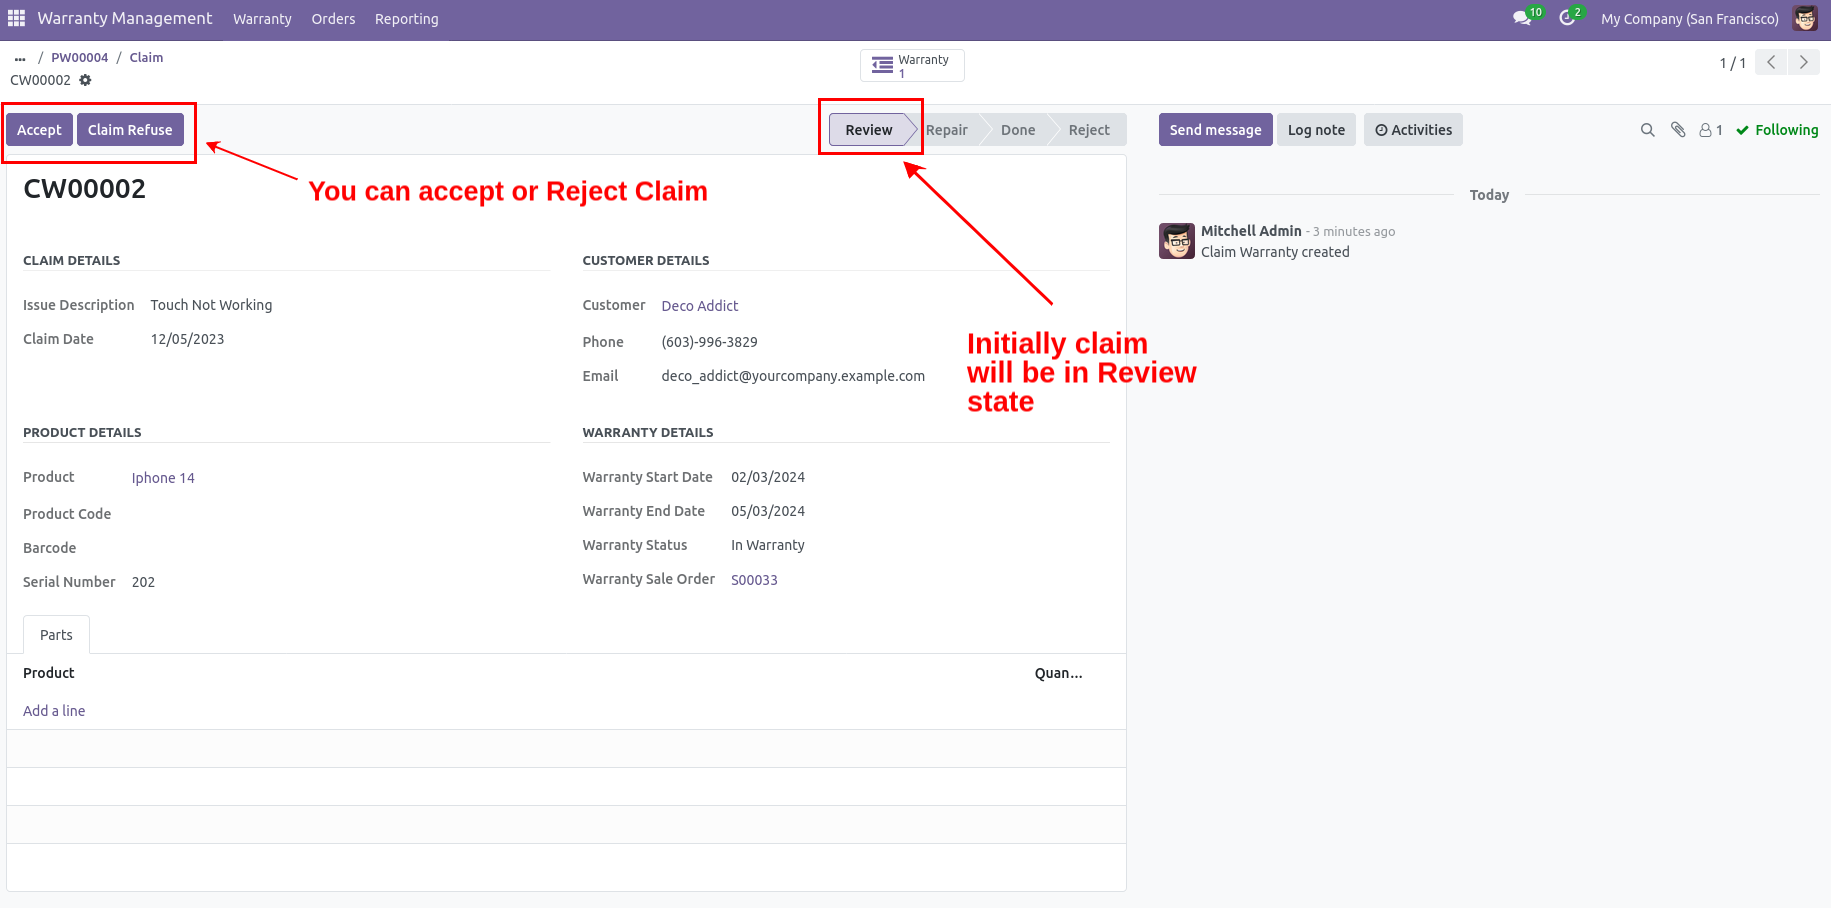 Warranty Management Warranty Orders Reporting 10 2 My Company (San Francisco)
... / PW00004 / Claim
CW00002
Warranty
1
1 / 1
Accept Claim Refuse
Review Repair Done Reject
Send message Log note Activities
1 Following
CW00002
You can accept or Reject Claim
Today
Mitchell Admin - 3 minutes ago
Claim Warranty created
CLAIM DETAILS
Issue Description Touch Not Working
Claim Date 12/05/2023
CUSTOMER DETAILS
Customer Deco Addict
Phone (603)-996-3829
Email deco_addict@yourcompany.example.com
Initially claim
will be in Review
state
PRODUCT DETAILS
Product Iphone 14
Product Code
Barcode
Serial Number 202
WARRANTY DETAILS
Warranty Start Date 02/03/2024
Warranty End Date 05/03/2024
Warranty Status In Warranty
Warranty Sale Order S00033
Parts
Product Quan...
Add a line